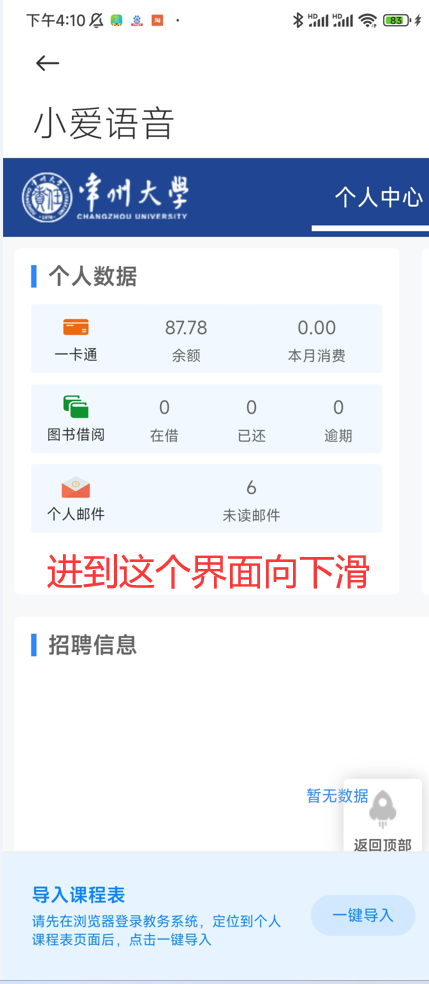 下午4:10
HD HD 83
小爱语音
常州大學
CHANGZHOU UNIVERSITY
个人中心
个人数据
87.78 0.00
一卡通 余额 本月消费
0 0 0
图书借阅 在借 已还 逾期
6
个人邮件 未读邮件
进到这个界面向下滑
招聘信息
暂无数据
返回顶部
导入课程表
请先在浏览器登录教务系统，定位到个人
课程表页面后，点击一键导入
一键导入